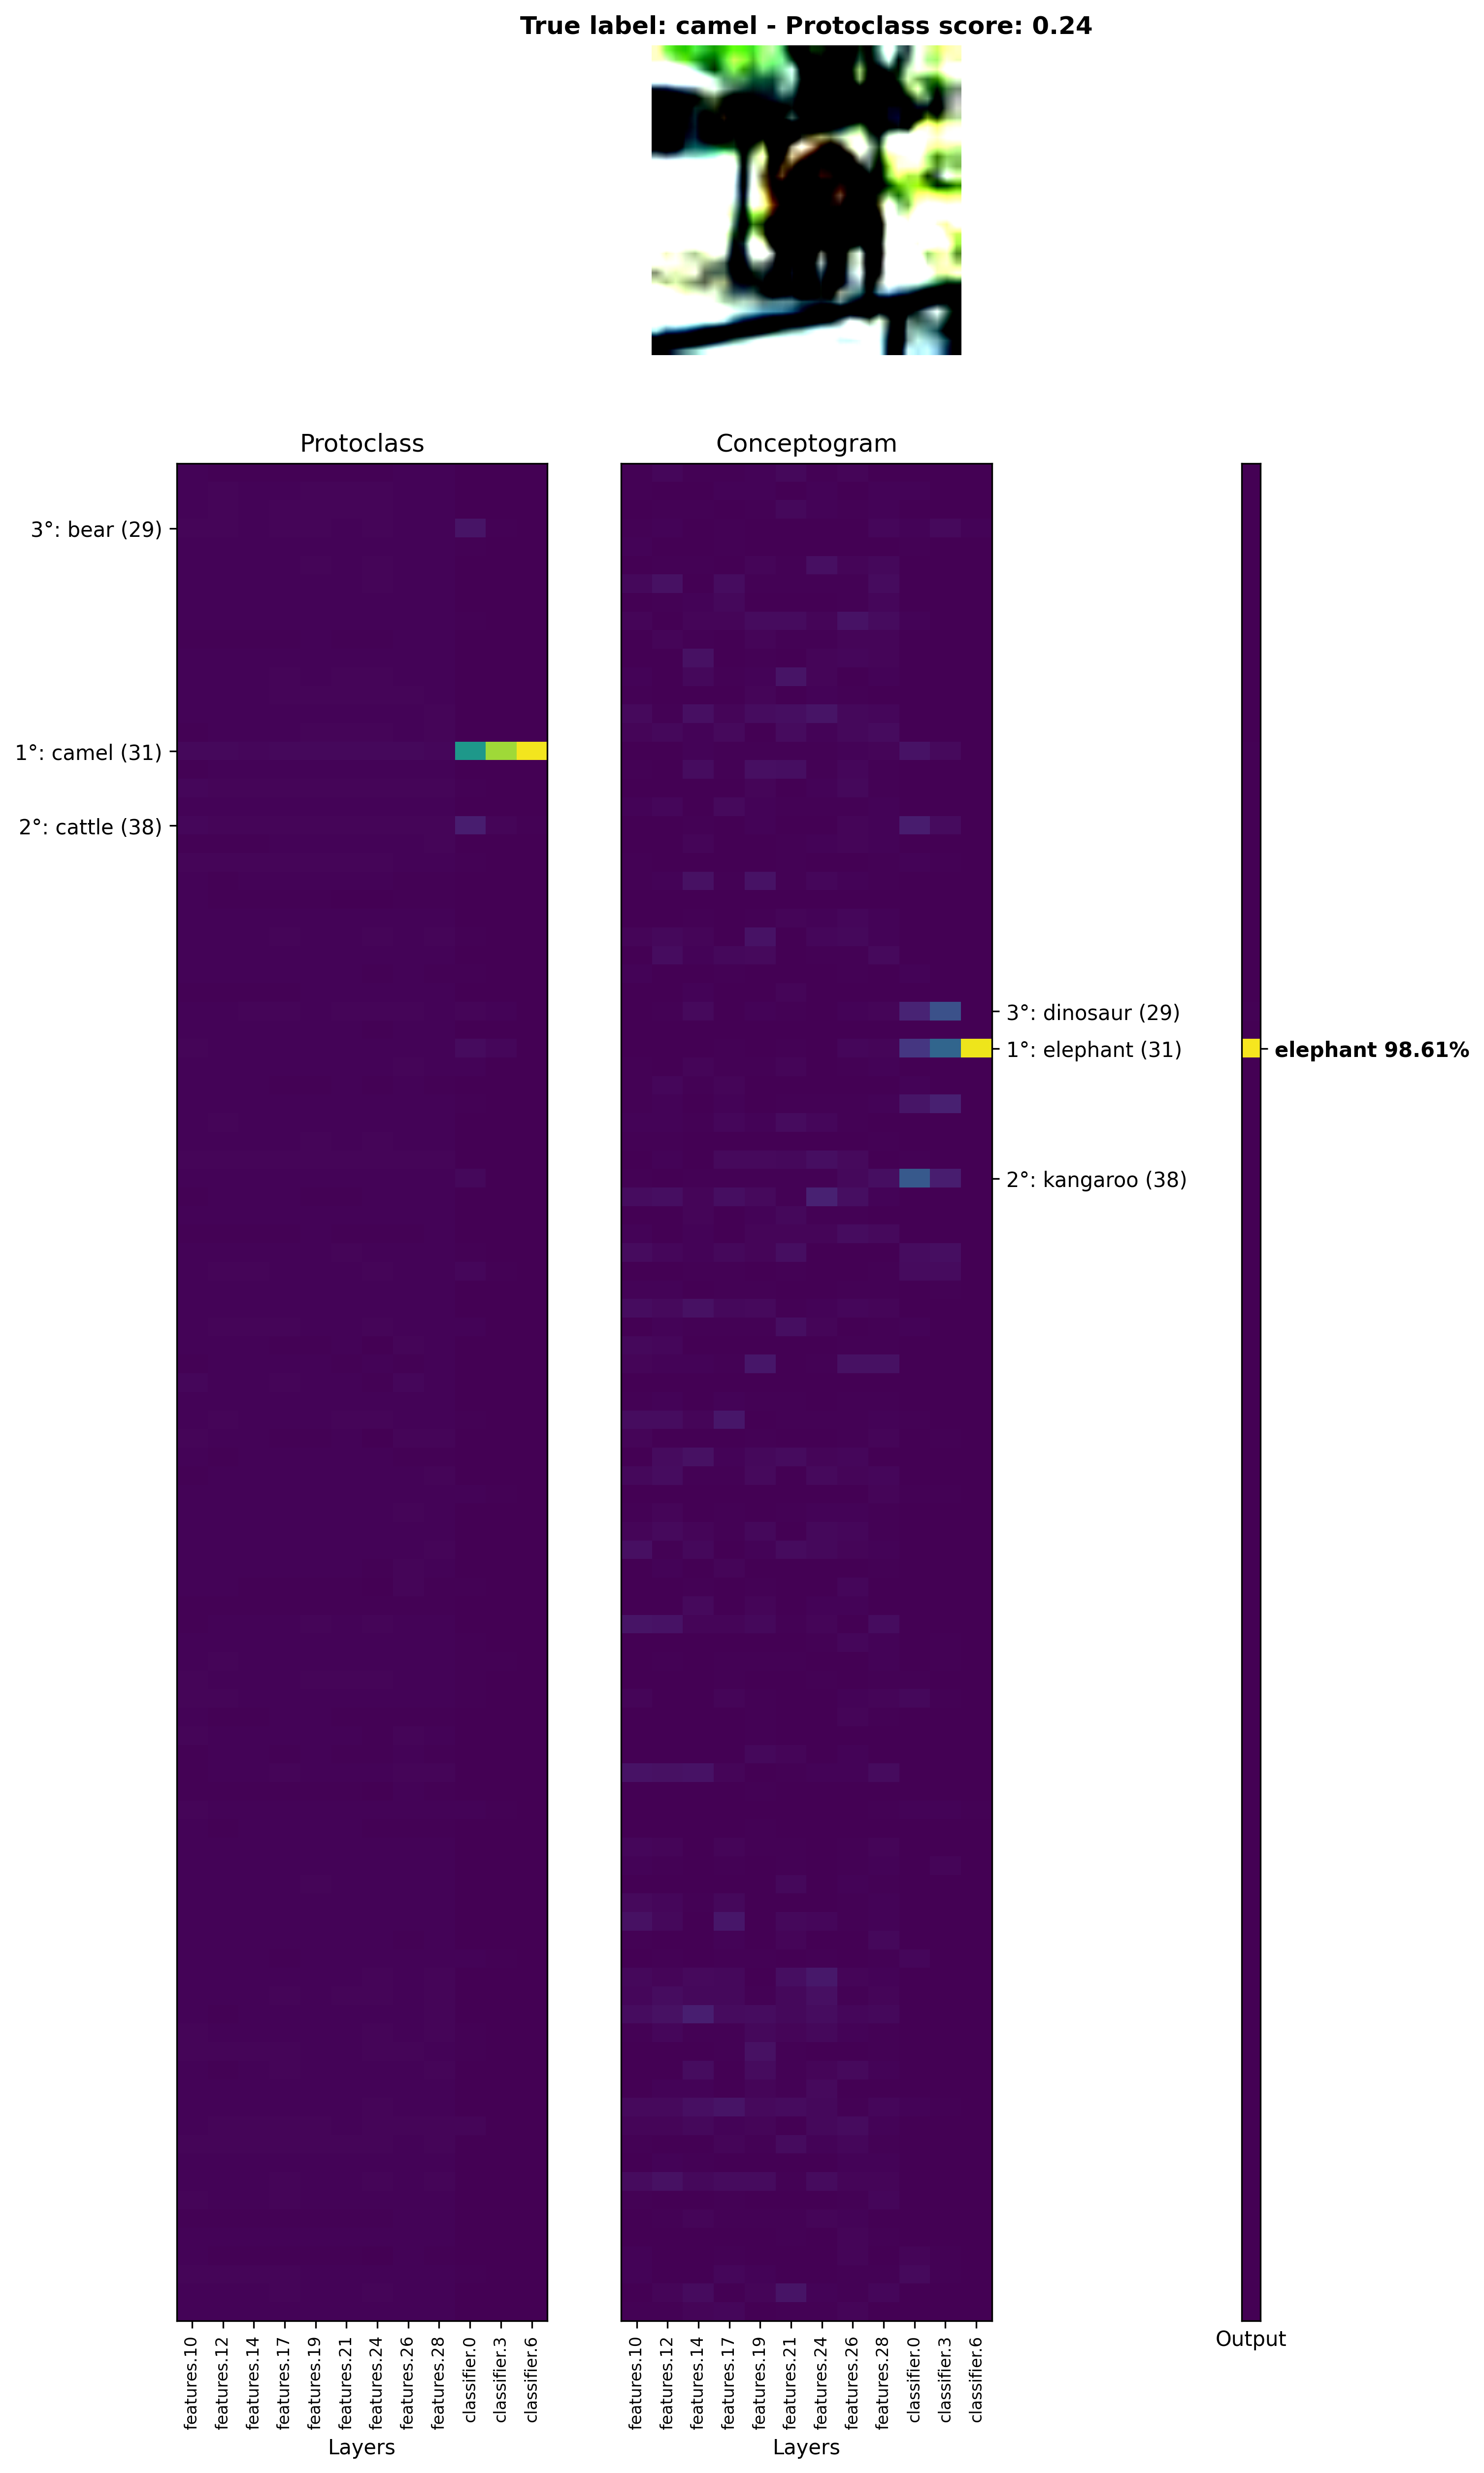 True label: camel - Protoclass score: 0.24
Protoclass
Conceptogram
3°: bear (29)
1°: camel (31)
2°: cattle (38)
3°: dinosaur (29)
1°: elephant (31)
elephant 98.61%
2°: kangaroo (38)
features.10
features.12
features.14
features.17
features.19
features.21
features.24
features.26
features.28
classifier.0
classifier.3
classifier.6
Layers
features.10
features.12
features.14
features.17
features.19
features.21
features.24
features.26
features.28
classifier.0
classifier.3
classifier.6
Layers
Output